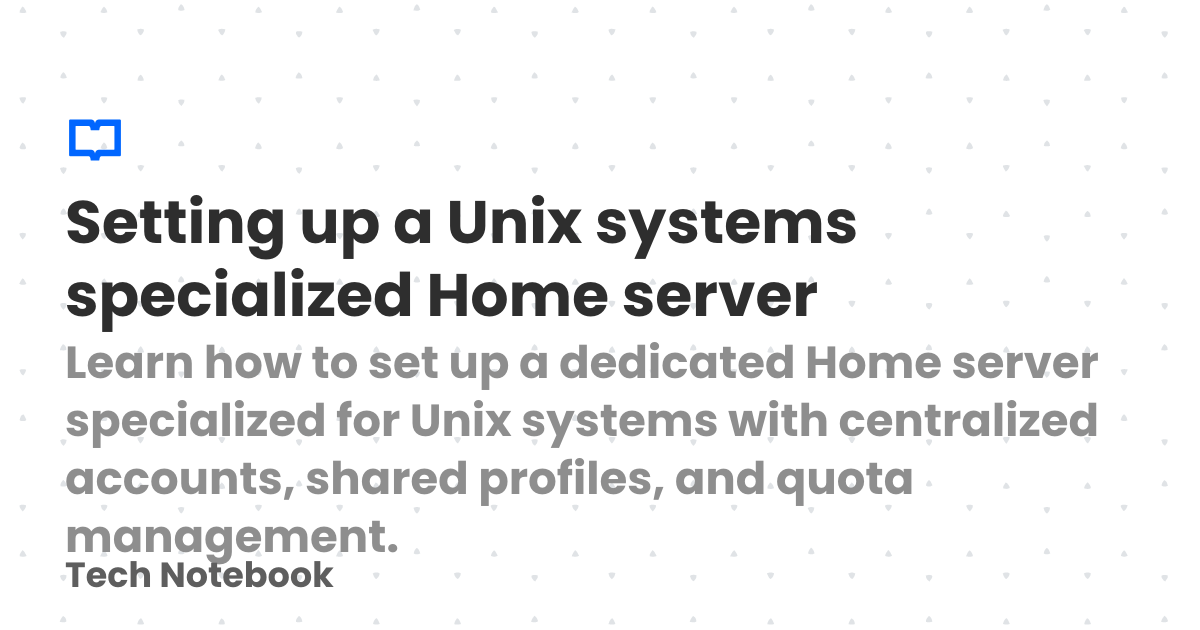 Setting up a Unix systems
specialized Home server
Learn how to set up a dedicated Home server
specialized for Unix systems with centralized
accounts, shared profiles, and quota
management.
Tech Notebook